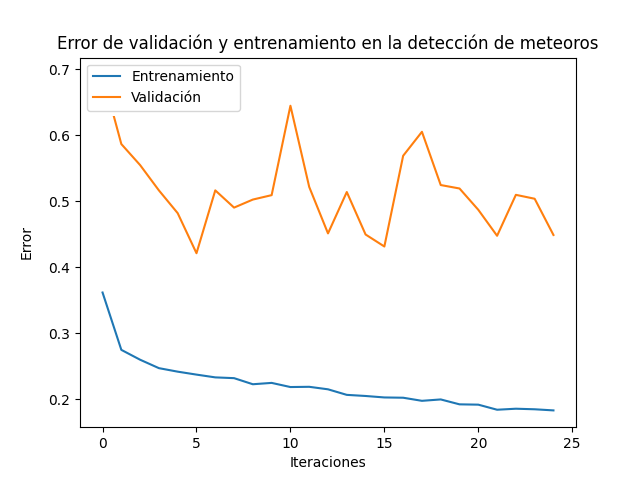 Error de validación y entrenamiento en la detección de meteoros
Entrenamiento
Validación
0.7
0.6
0.5
0.4
0.3
0.2
Error
0 5 10 15 20 25
Iteraciones